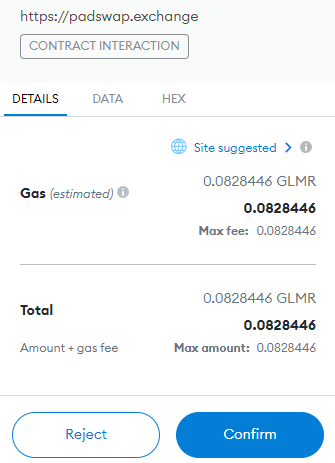 https://padswap.exchange
CONTRACT INTERACTION
DETAILS DATA HEX
Site suggested
Gas (estimated) 0.0828446 GLMR
0.0828446
Max fee: 0.0828446
Total 0.0828446 GLMR
0.0828446
Amount + gas fee Max amount: 0.0828446
Reject Confirm